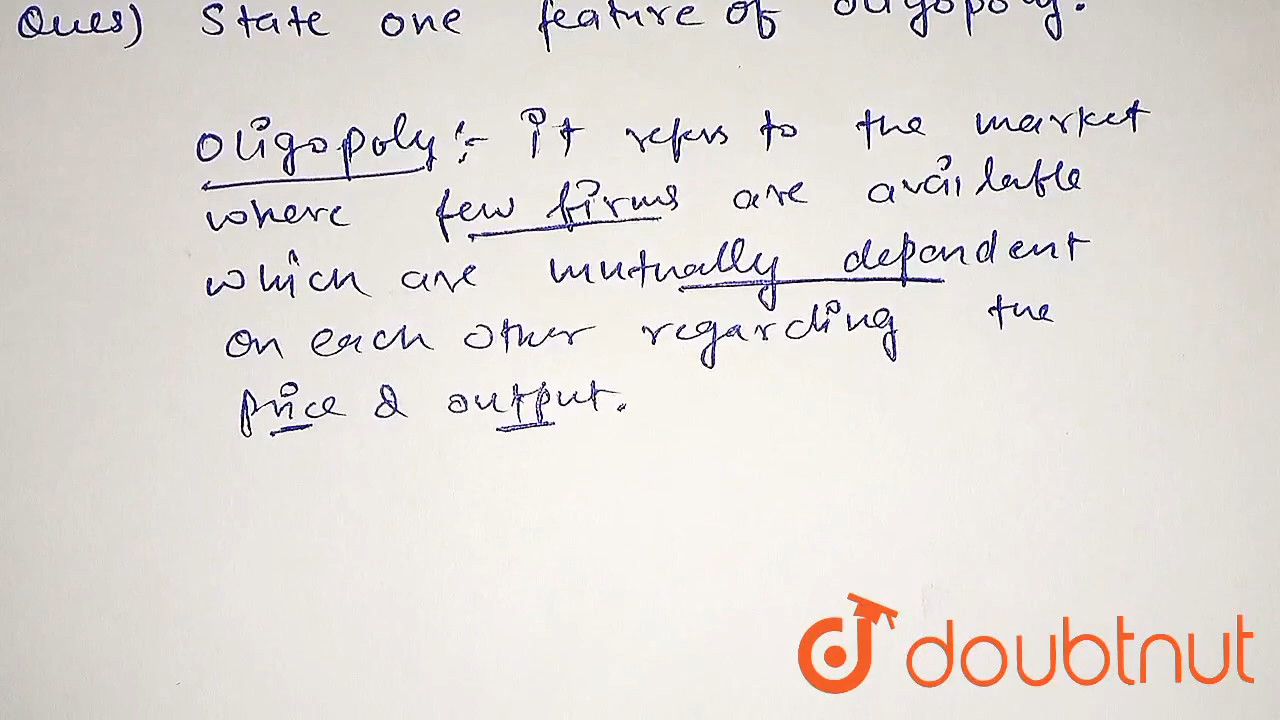 Ques) State one feature of oligopoly.
Oligopoly :- It refers to the market
where few firms are available
which are mutually dependent
on each other regarding the
price & output.
doubtnut